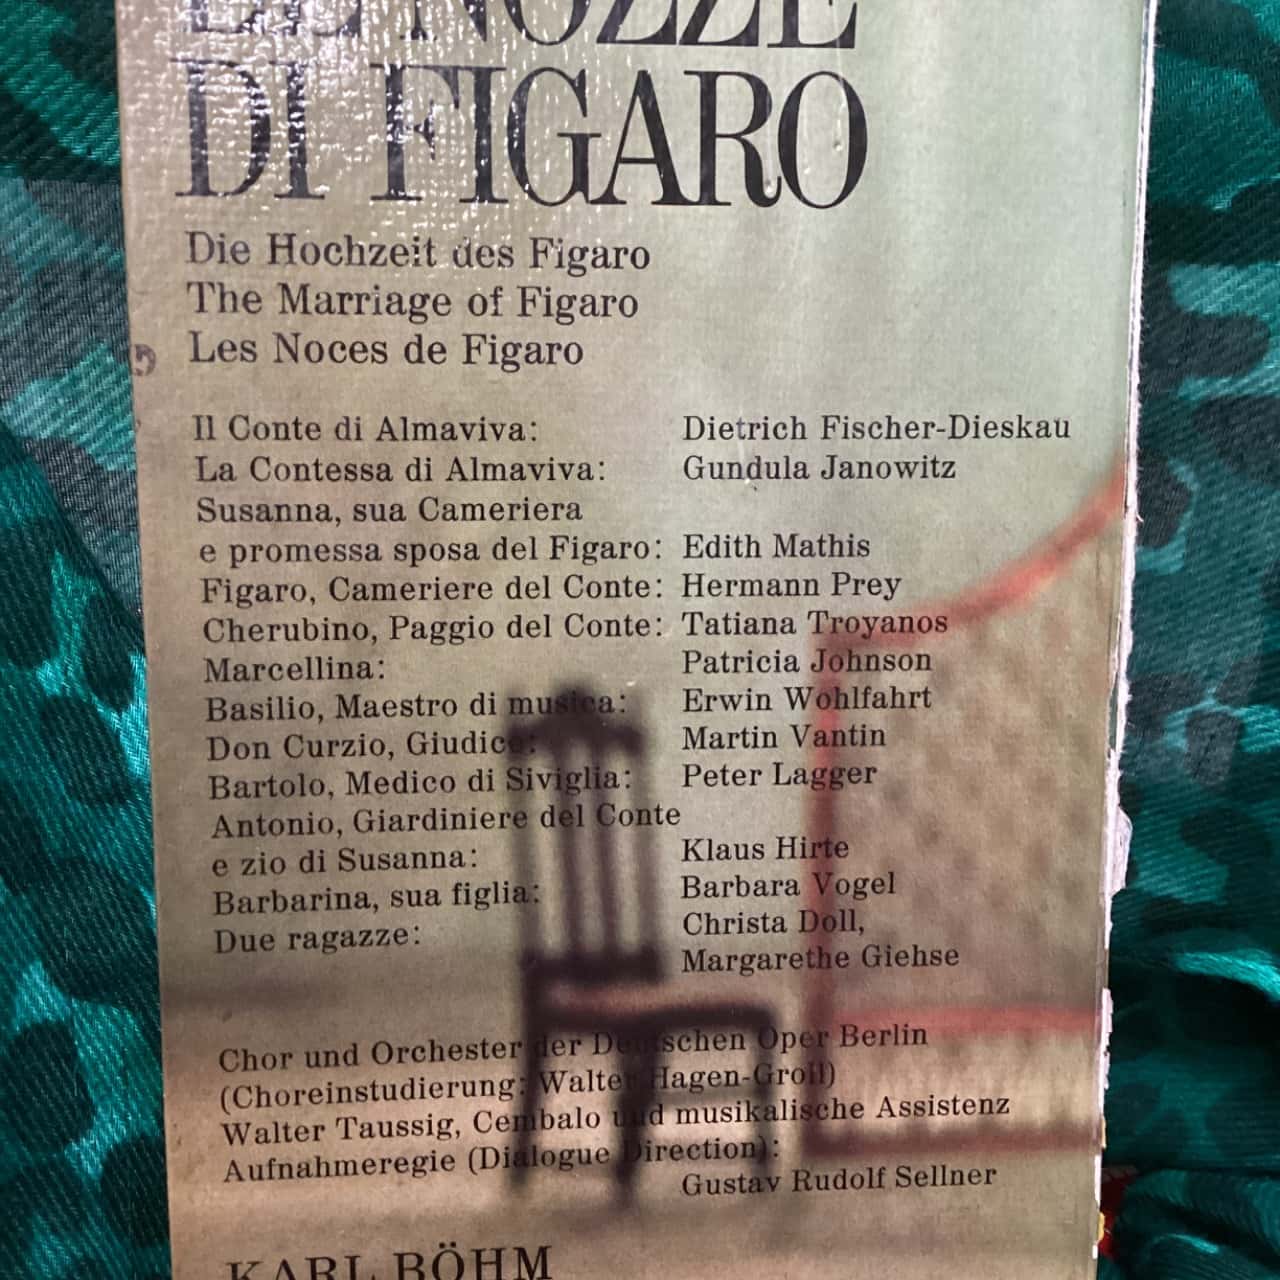 LE NOZZE
DI FIGARO
Die Hochzeit des Figaro
The Marriage of Figaro
Les Noces de Figaro
Il Conte di Almaviva: Dietrich Fischer-Dieskau
La Contessa di Almaviva: Gundula Janowitz
Susanna, sua Cameriera
e promessa sposa del Figaro: Edith Mathis
Figaro, Cameriere del Conte: Hermann Prey
Cherubino, Paggio del Conte: Tatiana Troyanos
Marcellina: Patricia Johnson
Basilio, Maestro di musica: Erwin Wohlfahrt
Don Curzio, Giudice: Martin Vantin
Bartolo, Medico di Siviglia: Peter Lagger
Antonio, Giardiniere del Conte
e zio di Susanna: Klaus Hirte
Barbarina, sua figlia: Barbara Vogel
Due ragazze: Christa Doll,
Margarethe Giehse
Chor und Orchester der Deutschen Oper Berlin
(Choreinstudierung: Walter Hagen-Groll)
Walter Taussig, Cembalo und musikalische Assistenz
Aufnahmeregie (Dialogue Direction):
Gustav Rudolf Sellner
KARL BÖHM